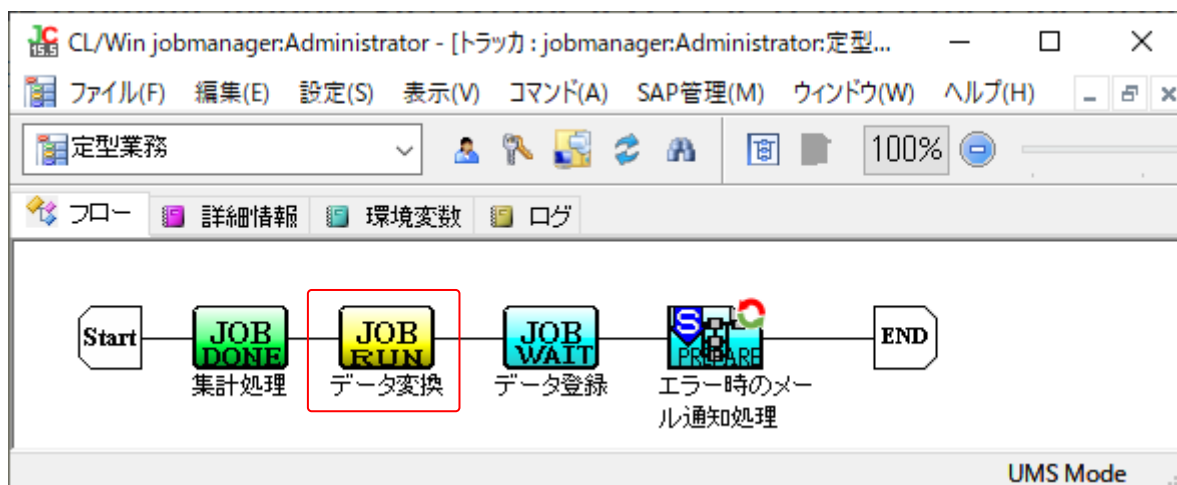 JC
15.5
CL/Win jobmanager:Administrator - [トラッカ : jobmanager:Administrator:定型...
ファイル(F) 編集(E) 設定(S) 表示(V) コマンド(A) SAP管理(M) ウィンドウ(W) ヘルプ(H)
定型業務
100%
フロー 詳細情報 環境変数 ログ
Start
JOB
DONE
集計処理
JOB
RUN
データ変換
JOB
WAIT
データ登録
S
PREPARE
エラー時のメー
ル通知処理
END
UMS Mode